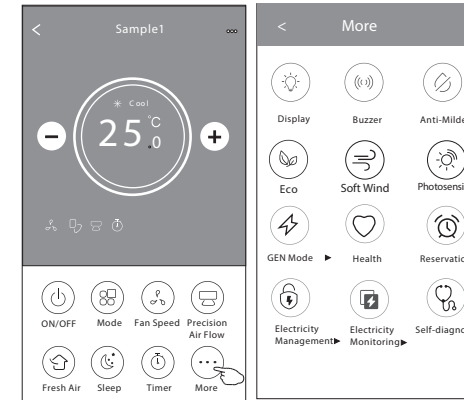 Sample1
Cool
25.0
°C
ON/OFF
Mode
Fan Speed
Precision
Air Flow
Fresh Air
Sleep
Timer
More
More
Display
Buzzer
Anti-Milde
Eco
Soft Wind
Photosensi
GEN Mode
Health
Reservatio
Electricity
Management
Electricity
Monitoring
Self-diagno